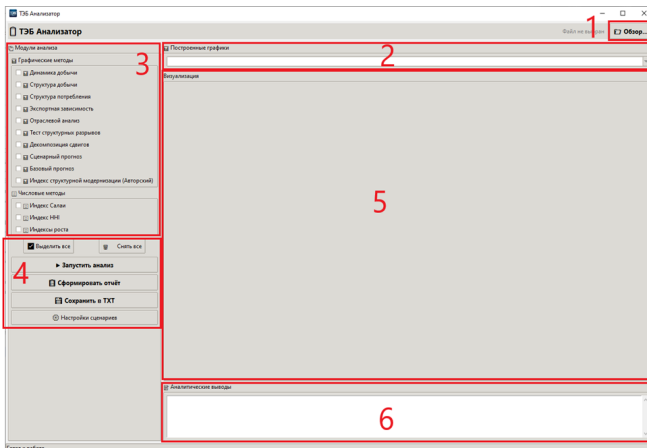 ТЭБ Анализатор
ТЭБ Анализатор
Файл не выбран
Обзор...
1
Модули анализа
3
Графические методы
Динамика добычи
Структура добычи
Структура потребления
Экспортная зависимость
Отраслевой анализ
Тест структурных разрывов
Декомпозиция сдвигов
Сценарный прогноз
Базовый прогноз
Индекс структурной модернизации (Авторский)
Числовые методы
Индекс Салаи
Индекс HHI
Индексы роста
Выделить все
Снять все
4
Запустить анализ
Сформировать отчёт
Сохранить в TXT
Настройки сценариев
Построенные графики
2
Визуализация
5
Аналитические выводы
6